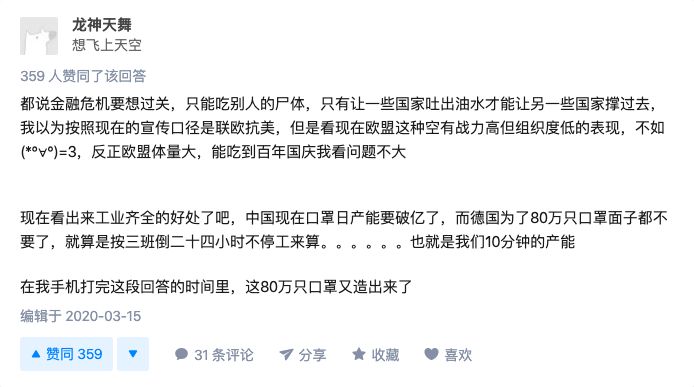 龙神天舞
想飞上天空
359 人赞同了该回答
都说金融危机要想过关，只能吃别人的尸体，只有让一些国家吐出油水才能让另一些国家撑过去，
我以为按照现在的宣传口径是联欧抗美，但是看现在欧盟这种空有战力高但组织度低的表现，不如
(*°∀°)=3，反正欧盟体量大，能吃到百年国庆我看问题不大
现在看出来工业齐全的好处了吧，中国现在口罩日产能要破亿了，而德国为了80万只口罩面子都不
要了，就算是按三班倒二十四小时不停工来算。。。。。。也就是我们10分钟的产能
在我手机打完这段回答的时间里，这80万只口罩又造出来了
编辑于 2020-03-15
赞同 359
31 条评论
分享
收藏
喜欢